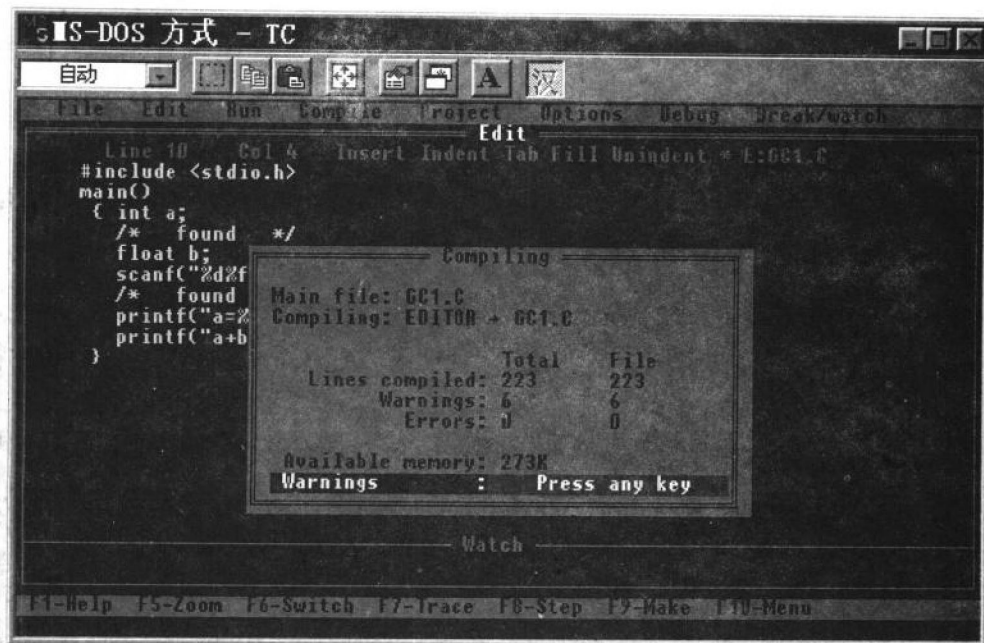 MS-DOS 方式 - TC
自动 A 汉
File Edit Run Compile Project Options Debug Break/watch
Edit
Line 10 Col 4 Insert Indent Tab Fill Unindent * E:GC1.C
#include <stdio.h>
main()
{ int a;
/* found */
float b;
scanf("%d%f
/* found
printf("a=%
printf("a+b
}
Compiling
Main file: GC1.C
Compiling: EDITOR → GC1.C
Total File
Lines compiled: 223 223
Warnings: 6 6
Errors: 0 0
Available memory: 273K
Warnings : Press any key
Watch
F1-Help F5-Zoom F6-Switch F7-Trace F8-Step F9-Make F10-Menu